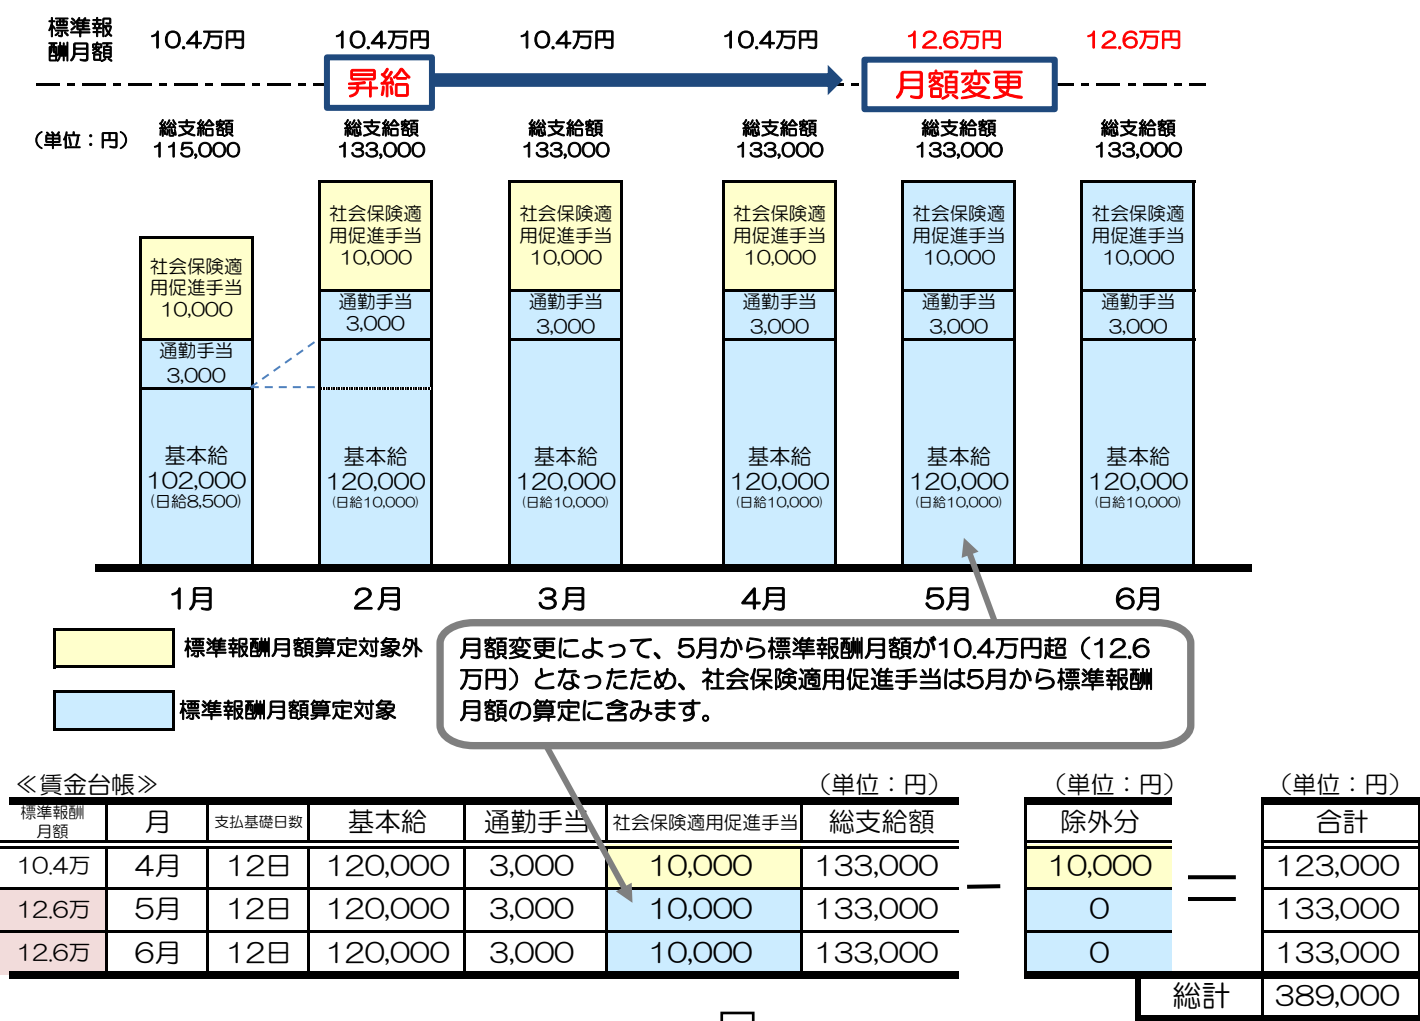 標準報
酬月額
10.4万円 10.4万円 10.4万円 10.4万円 12.6万円 12.6万円
昇給 月額変更
（単位：円）
総支給額 総支給額 総支給額 総支給額 総支給額 総支給額
115,000 133,000 133,000 133,000 133,000 133,000
社会保険適
用促進手当
10,000
通勤手当
3,000
基本給
102,000
(日給8,500)
社会保険適
用促進手当
10,000
通勤手当
3,000
基本給
120,000
(日給10,000)
社会保険適
用促進手当
10,000
通勤手当
3,000
基本給
120,000
(日給10,000)
社会保険適
用促進手当
10,000
通勤手当
3,000
基本給
120,000
(日給10,000)
社会保険適
用促進手当
10,000
通勤手当
3,000
基本給
120,000
(日給10,000)
社会保険適
用促進手当
10,000
通勤手当
3,000
基本給
120,000
(日給10,000)
1月 2月 3月 4月 5月 6月
標準報酬月額算定対象外
標準報酬月額算定対象
月額変更によって、5月から標準報酬月額が10.4万円超（12.6
万円）となったため、社会保険適用促進手当は5月から標準報酬
月額の算定に含みます。
≪賃金台帳≫ （単位：円） （単位：円） （単位：円）
標準報酬
月額
月 支払基礎日数 基本給 通勤手当 社会保険適用促進手当 総支給額 除外分 合計
10.4万 4月 12日 120,000 3,000 10,000 133,000 － 10,000 ＝ 123,000
12.6万 5月 12日 120,000 3,000 10,000 133,000 0 133,000
12.6万 6月 12日 120,000 3,000 10,000 133,000 0 133,000
総計 389,000